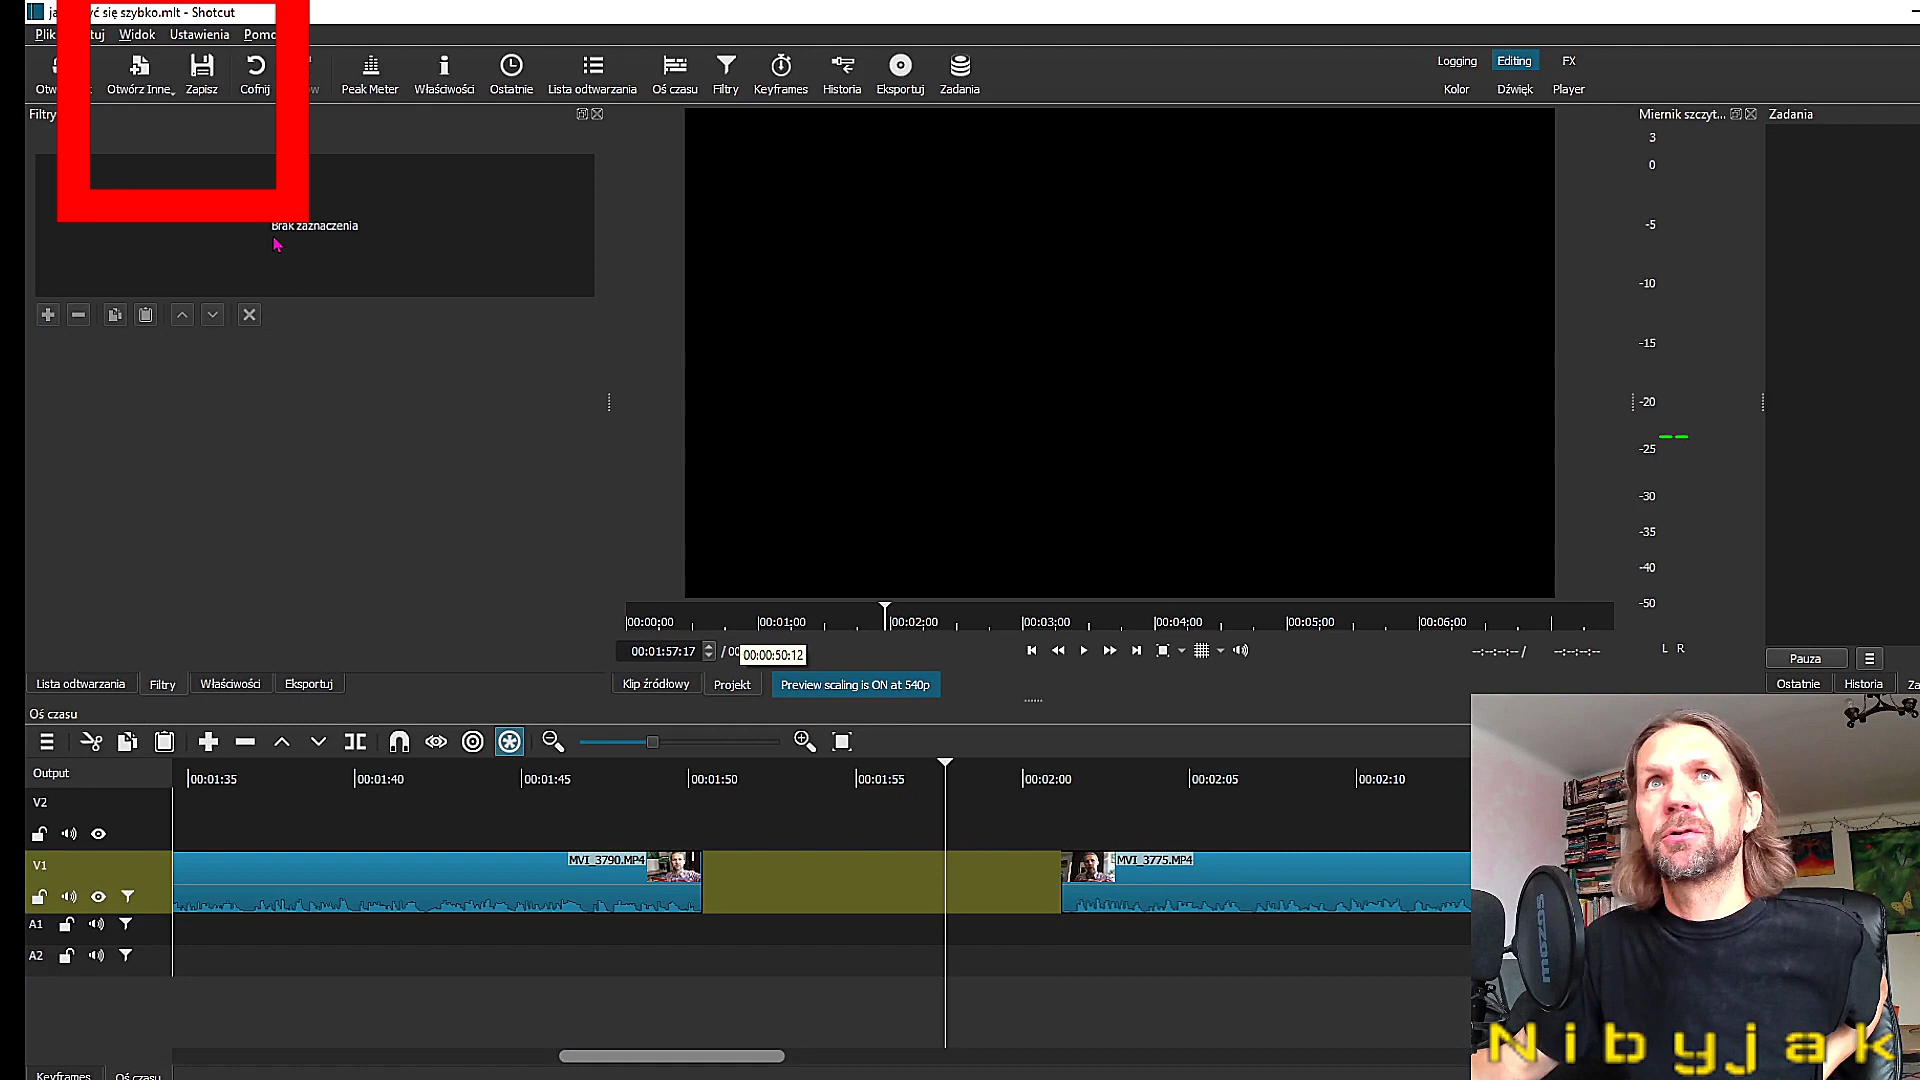 ja yć się szybko.mlt - Shotcut
Plik tuj Widok Ustawienia Pomo
Otw Otwórz Inne Zapisz Cofnij Peak Meter Właściwości Ostatnie Lista odtwarzania Oś czasu Filtry Keyframes Historia Eksportuj Zadania
Logging Editing FX
Kolor Dźwięk Player
Filtry
Miernik szczyt... Zadania
3
0
-5
-10
-15
-20
-25
-30
-35
-40
-50
L R
Brak zaznaczenia
00:00:00 00:01:00 00:02:00 00:03:00 00:04:00 00:05:00 00:06:00
00:01:57:17 / 00 00:00:50:12 --:--:--:-- / --:--:--:--
Pauza
Lista odtwarzania Filtry Właściwości Eksportuj Klip źródłowy Projekt Preview scaling is ON at 540p Ostatnie Historia Za
Oś czasu
Output 00:01:35 00:01:40 00:01:45 00:01:50 00:01:55 00:02:00 00:02:05 00:02:10
V2
V1 MVI_3790.MP4 MVI_3775.MP4
A1
A2
Keyframes Oś czasu
mozos
Nibyjak